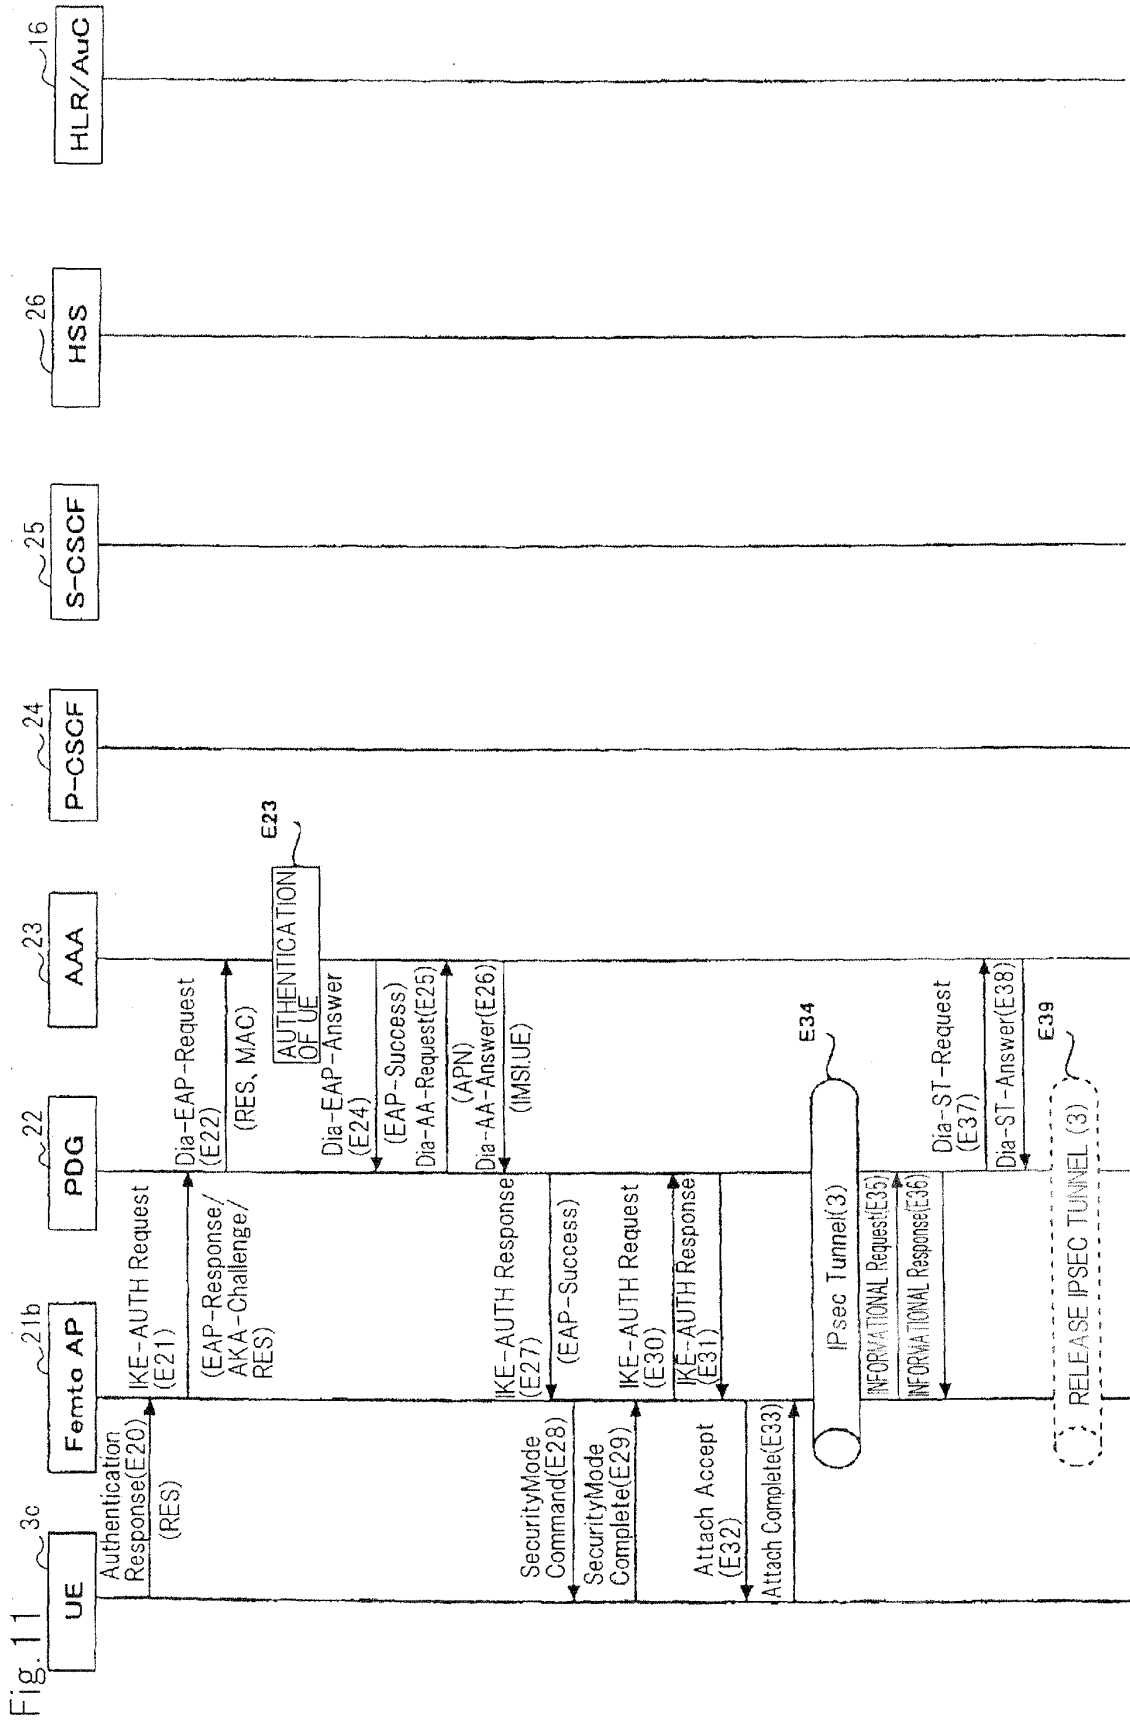 Fig.11
3c
UE
21b
Femto AP
22
PDG
23
AAA
24
P-CSCF
25
S-CSCF
26
HSS
16
HLR/AuC
Authentication
Response(E20)
(RES)
IKE-AUTH Request
(E21)
(EAP-Response/
AKA-Challenge/
RES)
Dia-EAP-Request
(E22)
(RES、MAC)
E23
AUTHENTICATION
OF UE
Dia-EAP-Answer
(E24)
(EAP-Success)
Dia-AA-Request(E25)
(APN)
Dia-AA-Answer(E26)
(IMSI.UE)
IKE-AUTH Response
(E27)
(EAP-Success)
SecurityMode
Command(E28)
SecurityMode
Complete(E29)
IKE-AUTH Request
(E30)
IKE-AUTH Response
(E31)
Attach Accept
(E32)
Attach Complete(E33)
E34
IPsec Tunnel(3)
INFORMATIONAL Request(E35)
INFORMATIONAL Response(E36)
Dia-ST-Request
(E37)
Dia-ST-Answer(E38)
E39
RELEASE IPSEC TUNNEL (3)